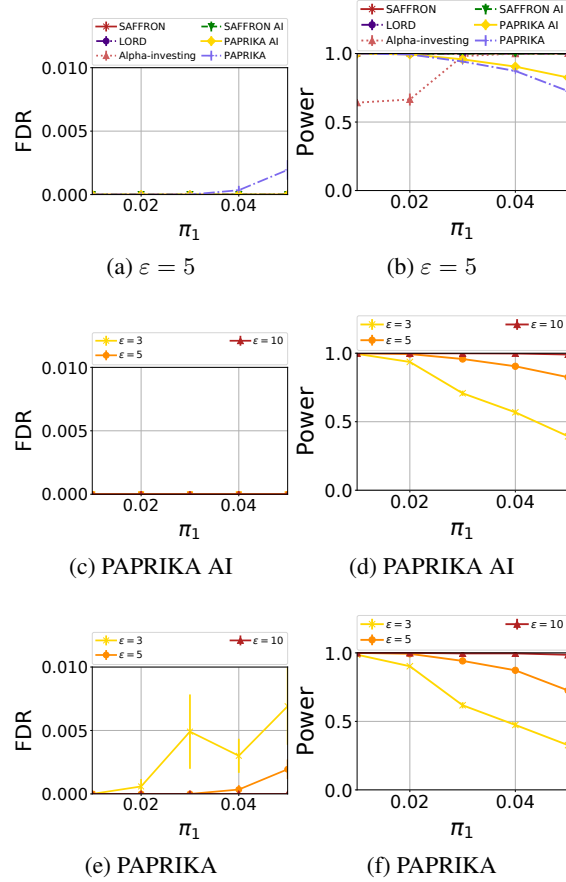 SAFFRON
LORD
Alpha-investing
SAFFRON AI
PAPRIKA AI
PAPRIKA
FDR
0.010
0.005
0.000
0.02
0.04
π₁
(a) ε = 5
SAFFRON
LORD
Alpha-investing
SAFFRON AI
PAPRIKA AI
PAPRIKA
Power
1.0
0.5
0.0
0.02
0.04
π₁
(b) ε = 5
ε = 3
ε = 5
ε = 10
FDR
0.010
0.005
0.000
0.02
0.04
π₁
(c) PAPRIKA AI
ε = 3
ε = 5
ε = 10
Power
1.0
0.5
0.0
0.02
0.04
π₁
(d) PAPRIKA AI
ε = 3
ε = 5
ε = 10
FDR
0.010
0.005
0.000
0.02
0.04
π₁
(e) PAPRIKA
ε = 3
ε = 5
ε = 10
Power
1.0
0.5
0.0
0.02
0.04
π₁
(f) PAPRIKA